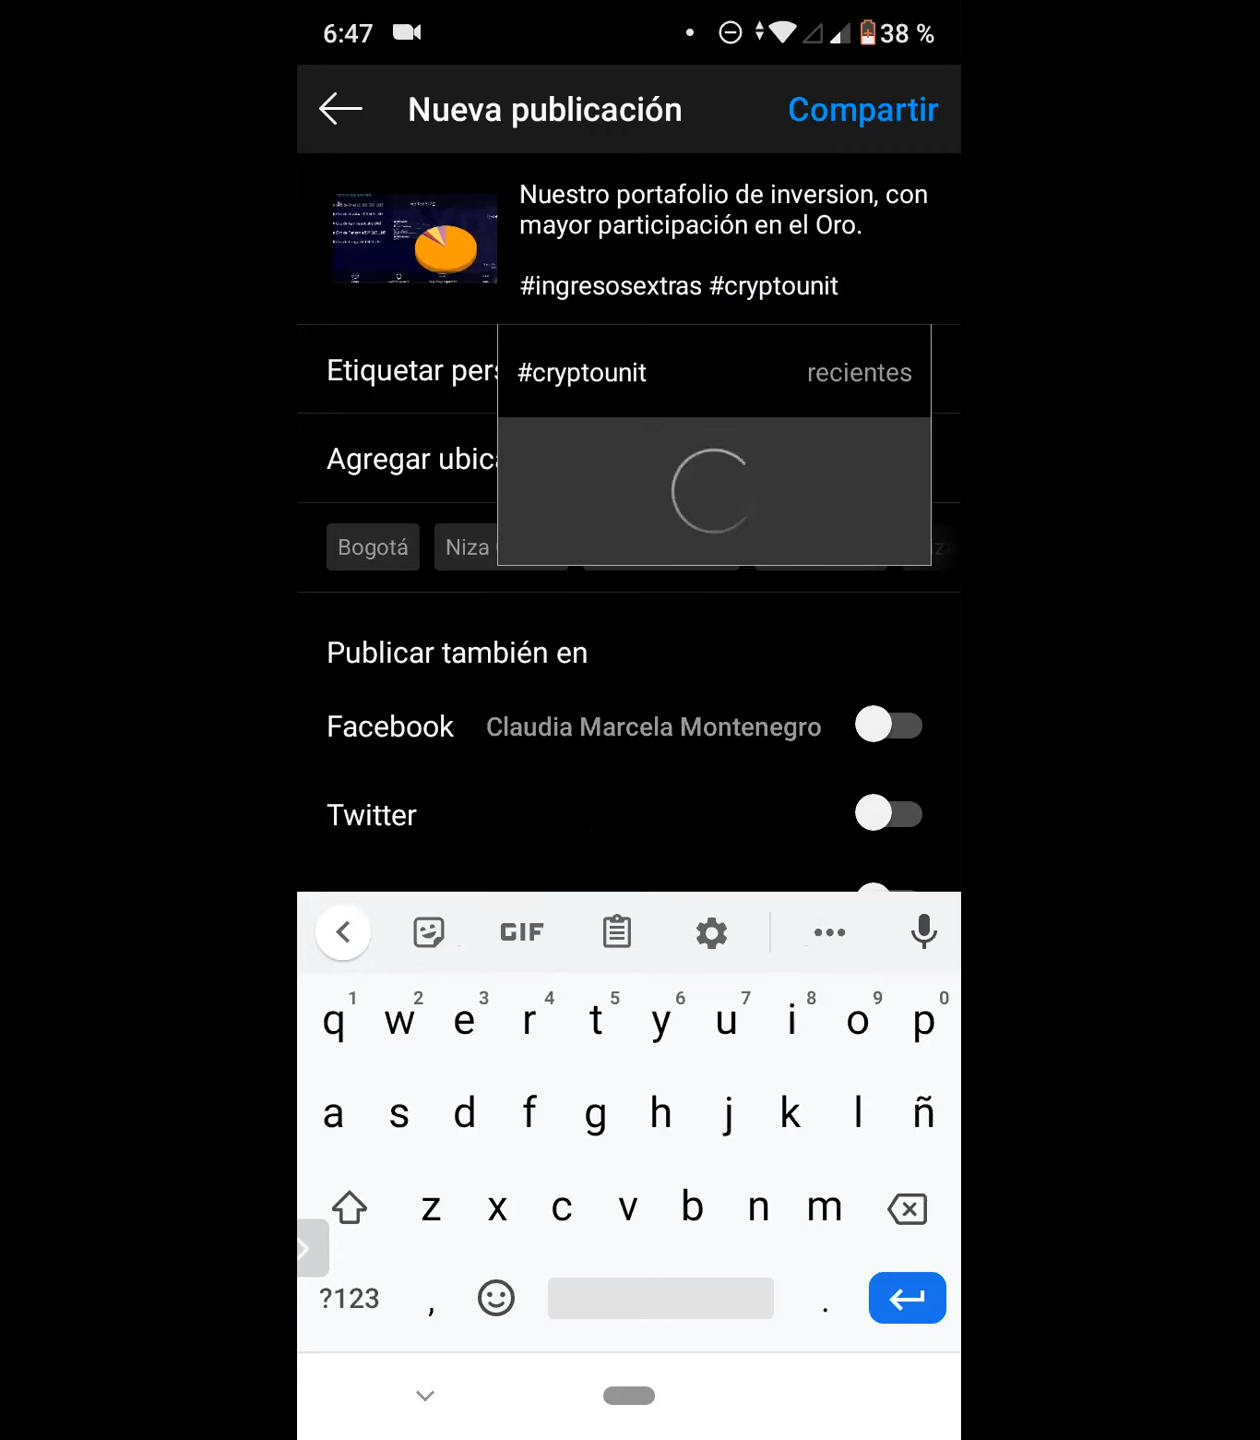 6:47 38 %
Nueva publicación Compartir
Nuestro portafolio de inversion, con
mayor participación en el Oro.
#ingresosextras #cryptounit
Etiquetar pers
#cryptounit recientes
Agregar ubica
Bogotá Niza
Publicar también en
Facebook Claudia Marcela Montenegro
Twitter
GIF
1 2 3 4 5 6 7 8 9 0
q w e r t y u i o p
a s d f g h j k l ñ
z x c v b n m
?123 , .